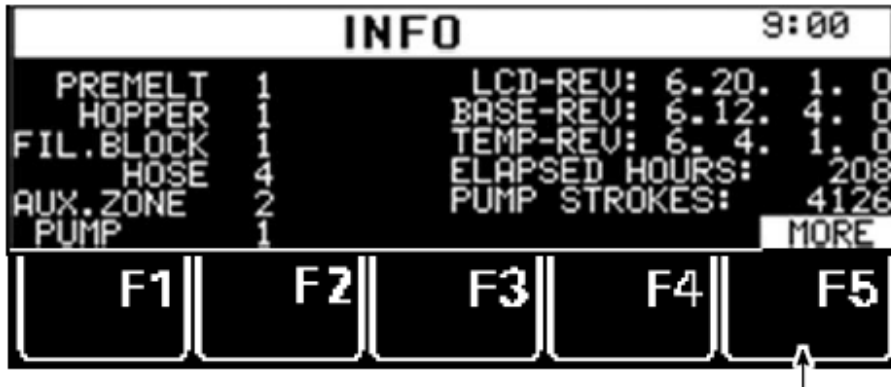 INFO 9:00
PREMELT 1 LCD-REV: 6.20. 1. 0
HOPPER 1 BASE-REV: 6.12. 4. 0
FIL.BLOCK 1 TEMP-REV: 6. 4. 1. 0
HOSE 4 ELAPSED HOURS: 208
AUX.ZONE 2 PUMP STROKES: 4126
PUMP 1 MORE
F1 F2 F3 F4 F5